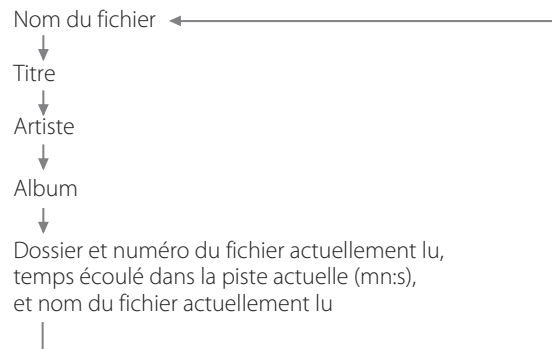 Nom du fichier
Titre
Artiste
Album
Dossier et numéro du fichier actuellement lu,
temps écoulé dans la piste actuelle (mn:s),
et nom du fichier actuellement lu